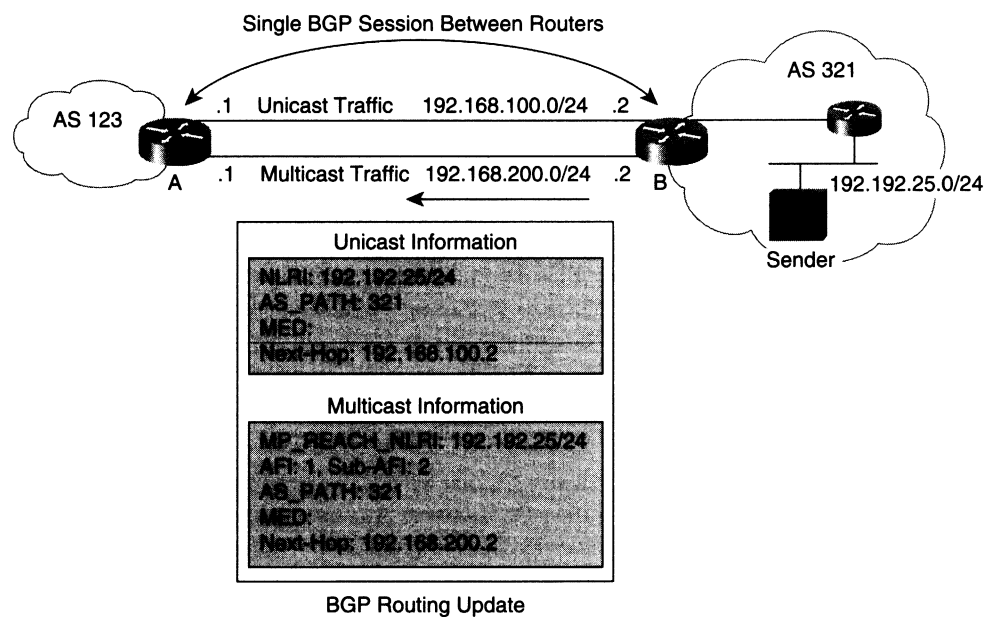 Single BGP Session Between Routers
AS 321
AS 123
.1 Unicast Traffic 192.168.100.0/24 .2
A
B
.1 Multicast Traffic 192.168.200.0/24 .2
192.192.25.0/24
Sender
Unicast Information
NLRI: 192.192.25/24
AS_PATH: 321
MED:
Next-Hop: 192.168.100.2
Multicast Information
MP_REACH_NLRI: 192.192.25/24
AFI: 1, Sub-AFI: 2
AS_PATH: 321
MED:
Next-Hop: 192.168.200.2
BGP Routing Update